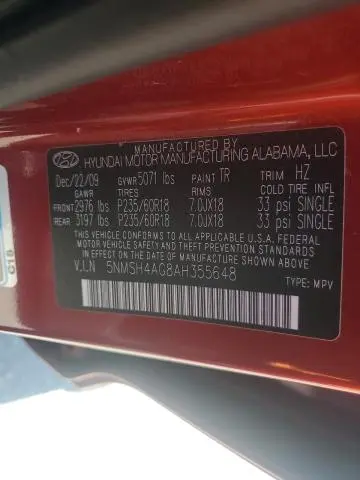 MANUFACTURED BY
HYUNDAI MOTOR MANUFACTURING ALABAMA, LLC
Dec/22/09 GVWR 5071 lbs PAINT TR TRIM HZ
GAWR TIRES RIMS COLD TIRE INFL
FRONT 2976 lbs P235/60R18 7.0JX18 33 psi SINGLE
REAR 3197 lbs P235/60R18 7.0JX18 33 psi SINGLE
THIS VEHICLE CONFORMS TO ALL APPLICABLE U.S.A. FEDERAL
MOTOR VEHICLE SAFETY AND THEFT PREVENTION STANDARDS
IN EFFECT ON THE DATE OF MANUFACTURE SHOWN ABOVE.
V.I.N 5NMSH4AG8AH355648
TYPE: MPV